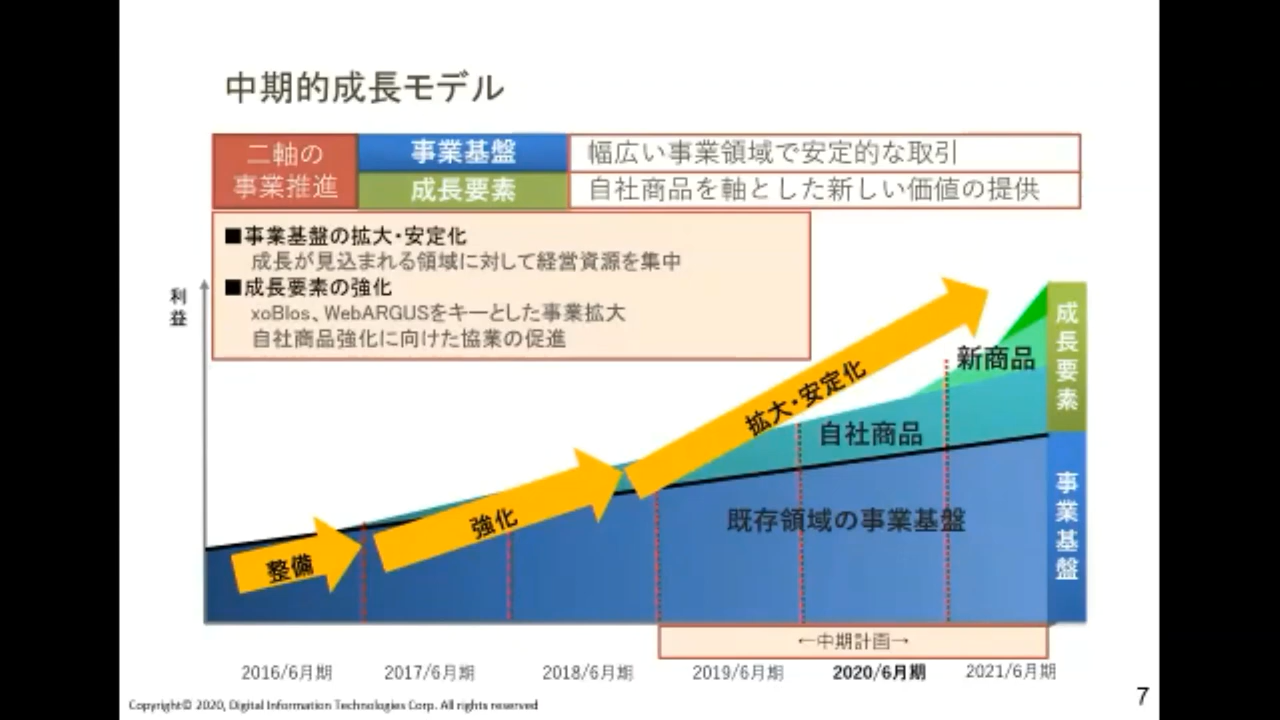 中期的成長モデル
二軸の
事業推進
事業基盤
幅広い事業領域で安定的な取引
成長要素
自社商品を軸とした新しい価値の提供
■事業基盤の拡大・安定化
成長が見込まれる領域に対して経営資源を集中
■成長要素の強化
xoBlos、WebARGUSをキーとした事業拡大
自社商品強化に向けた協業の促進
利益
整備
強化
拡大・安定化
新商品
自社商品
既存領域の事業基盤
成長要素
事業基盤
←中期計画→
2016/6月期
2017/6月期
2018/6月期
2019/6月期
2020/6月期
2021/6月期
Copyright© 2020, Digital Information Technologies Corp. All rights reserved
7